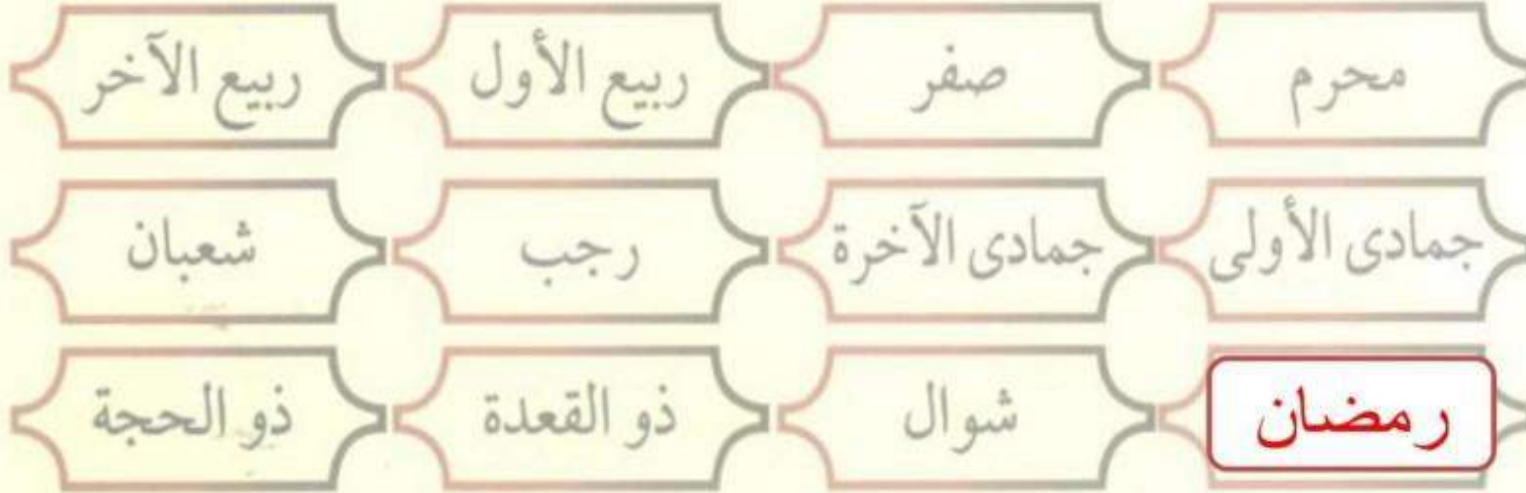 محرم صفر ربيع الأول ربيع الآخر
جمادى الأولى جمادى الآخرة رجب شعبان
رمضان شوال ذو القعدة ذو الحجة